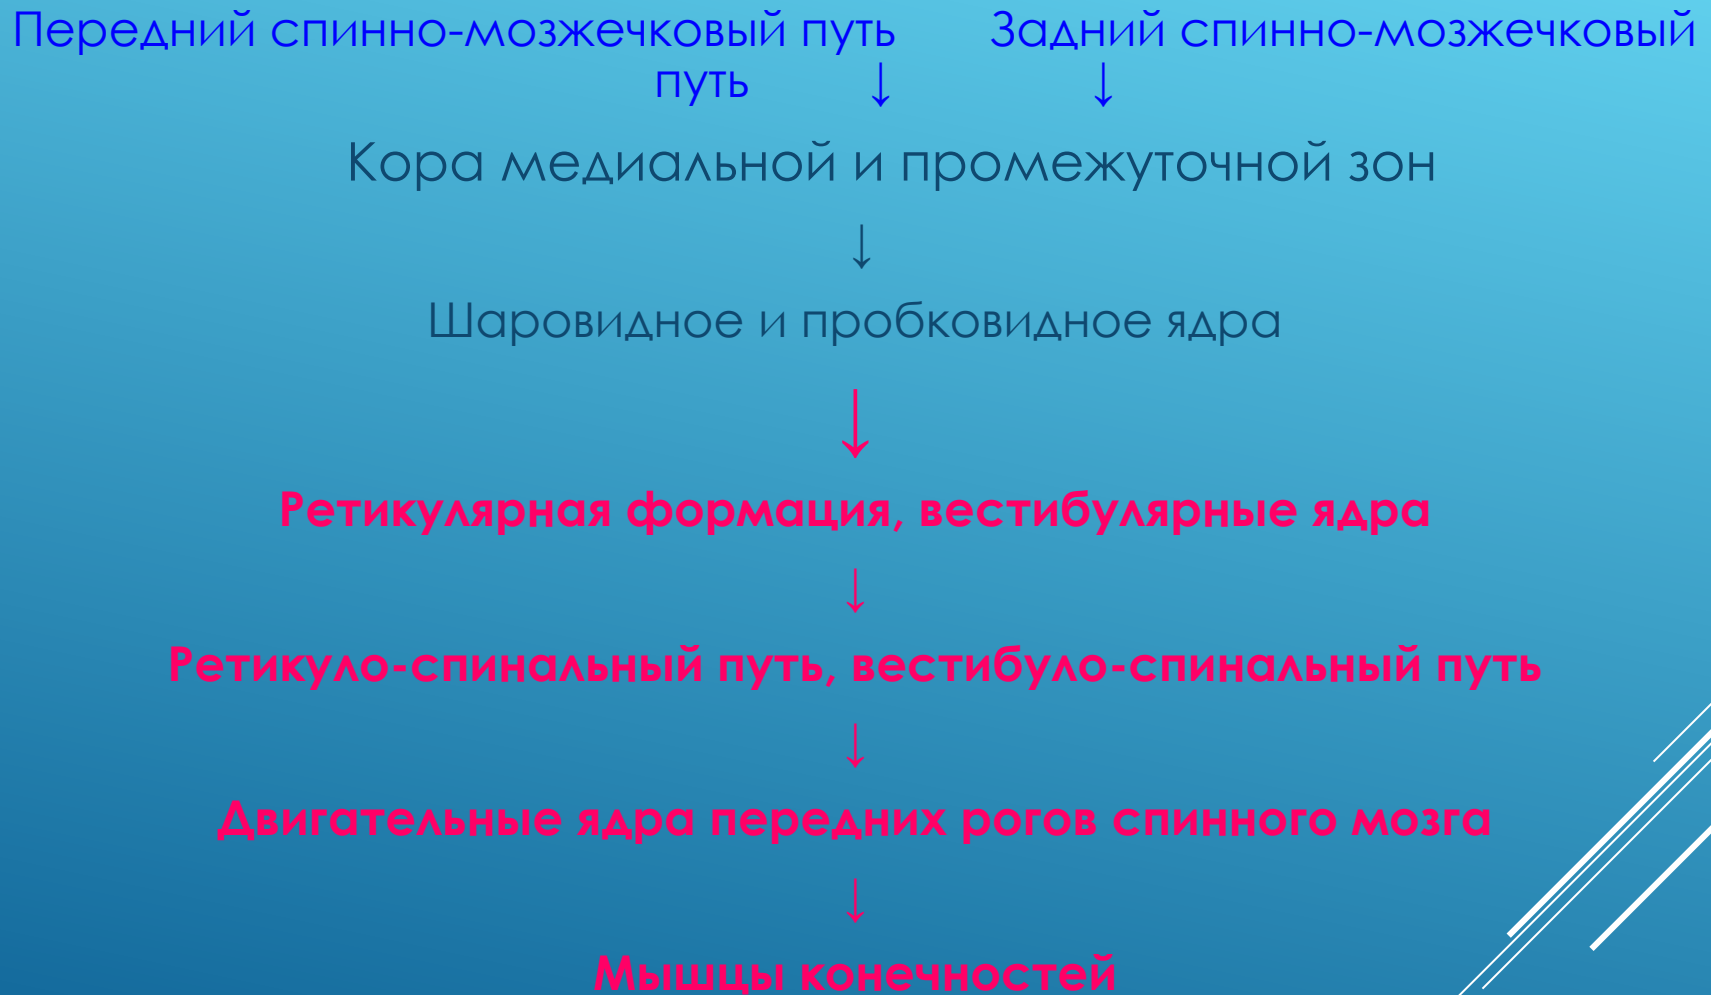 Передний спинно-мозжечковый путь Задний спинно-мозжечковый
путь ↓ ↓
Кора медиальной и промежуточной зон
↓
Шаровидное и пробковидное ядра
↓
Ретикулярная формация, вестибулярные ядра
↓
Ретикуло-спинальный путь, вестибуло-спинальный путь
↓
Двигательные ядра передних рогов спинного мозга
↓
Мышцы конечностей